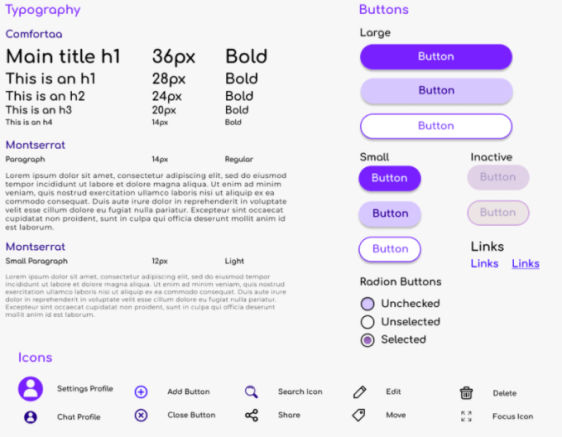 Typography
Comfortaa
Main title h1 36px Bold
This is an h1 28px Bold
This is an h2 24px Bold
This is an h3 20px Bold
This is an h4 14px Bold
Montserrat
Paragraph 14px Regular
Lorem ipsum dolor sit amet, consectetur adipiscing elit, sed do eiusmod
tempor incididunt ut labore et dolore magna aliqua. Ut enim ad minim
veniam, quis nostrud exercitation ullamco laboris nisi ut aliquip ex ea
commodo consequat. Duis aute irure dolor in reprehenderit in voluptate
velit esse cillum dolore eu fugiat nulla pariatur. Excepteur sint occaecat
cupidatat non proident, sunt in culpa qui officia deserunt mollit anim id
est laborum.
Montserrat
Small Paragraph 12px Light
Lorem ipsum dolor sit amet, consectetur adipiscing elit, sed do eiusmod tempor
incididunt ut labore et dolore magna aliqua. Ut enim ad minim veniam, quis nostrud
exercitation ullamco laboris nisi ut aliquip ex ea commodo consequat. Duis aute irure
dolor in reprehenderit in voluptate velit esse cillum dolore eu fugiat nulla pariatur.
Excepteur sint occaecat cupidatat non proident, sunt in culpa qui officia deserunt
mollit anim id est laborum.
Buttons
Large
Button
Button
Button
Small Inactive
Button Button
Button Button
Button
Links
Links Links
Radion Buttons
Unchecked
Unselected
Selected
Icons
Settings Profile Add Button Search Icon Edit Delete
Chat Profile Close Button Share Move Focus Icon